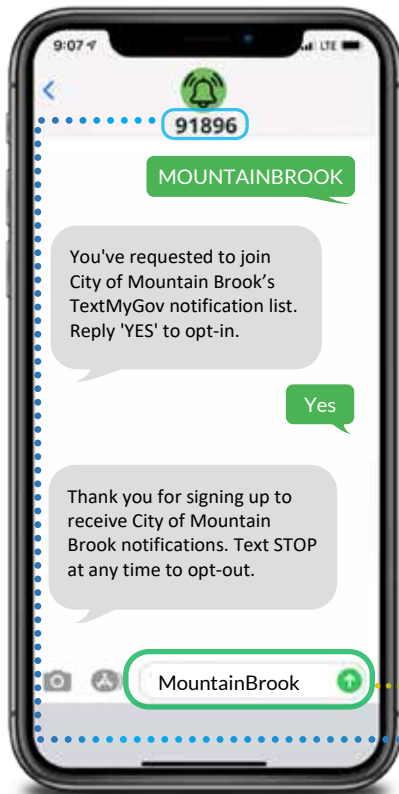 9:07
LTE
91896
MOUNTAINBROOK
You've requested to join
City of Mountain Brook’s
TextMyGov notification list.
Reply 'YES' to opt-in.
Yes
Thank you for signing up to
receive City of Mountain
Brook notifications. Text STOP
at any time to opt-out.
MountainBrook